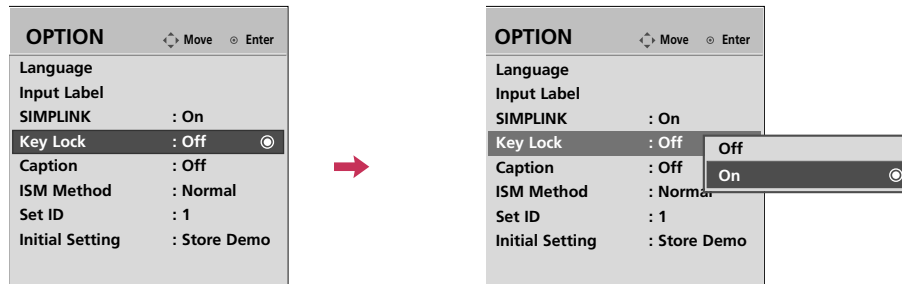 OPTION Move Enter
Language
Input Label
SIMPLINK : On
Key Lock : Off
Caption : Off
ISM Method : Normal
Set ID : 1
Initial Setting : Store Demo
OPTION Move Enter
Language
Input Label
SIMPLINK : On
Key Lock : Off
Caption : Off
ISM Method : Normal
Set ID : 1
Initial Setting : Store Demo
Off
On